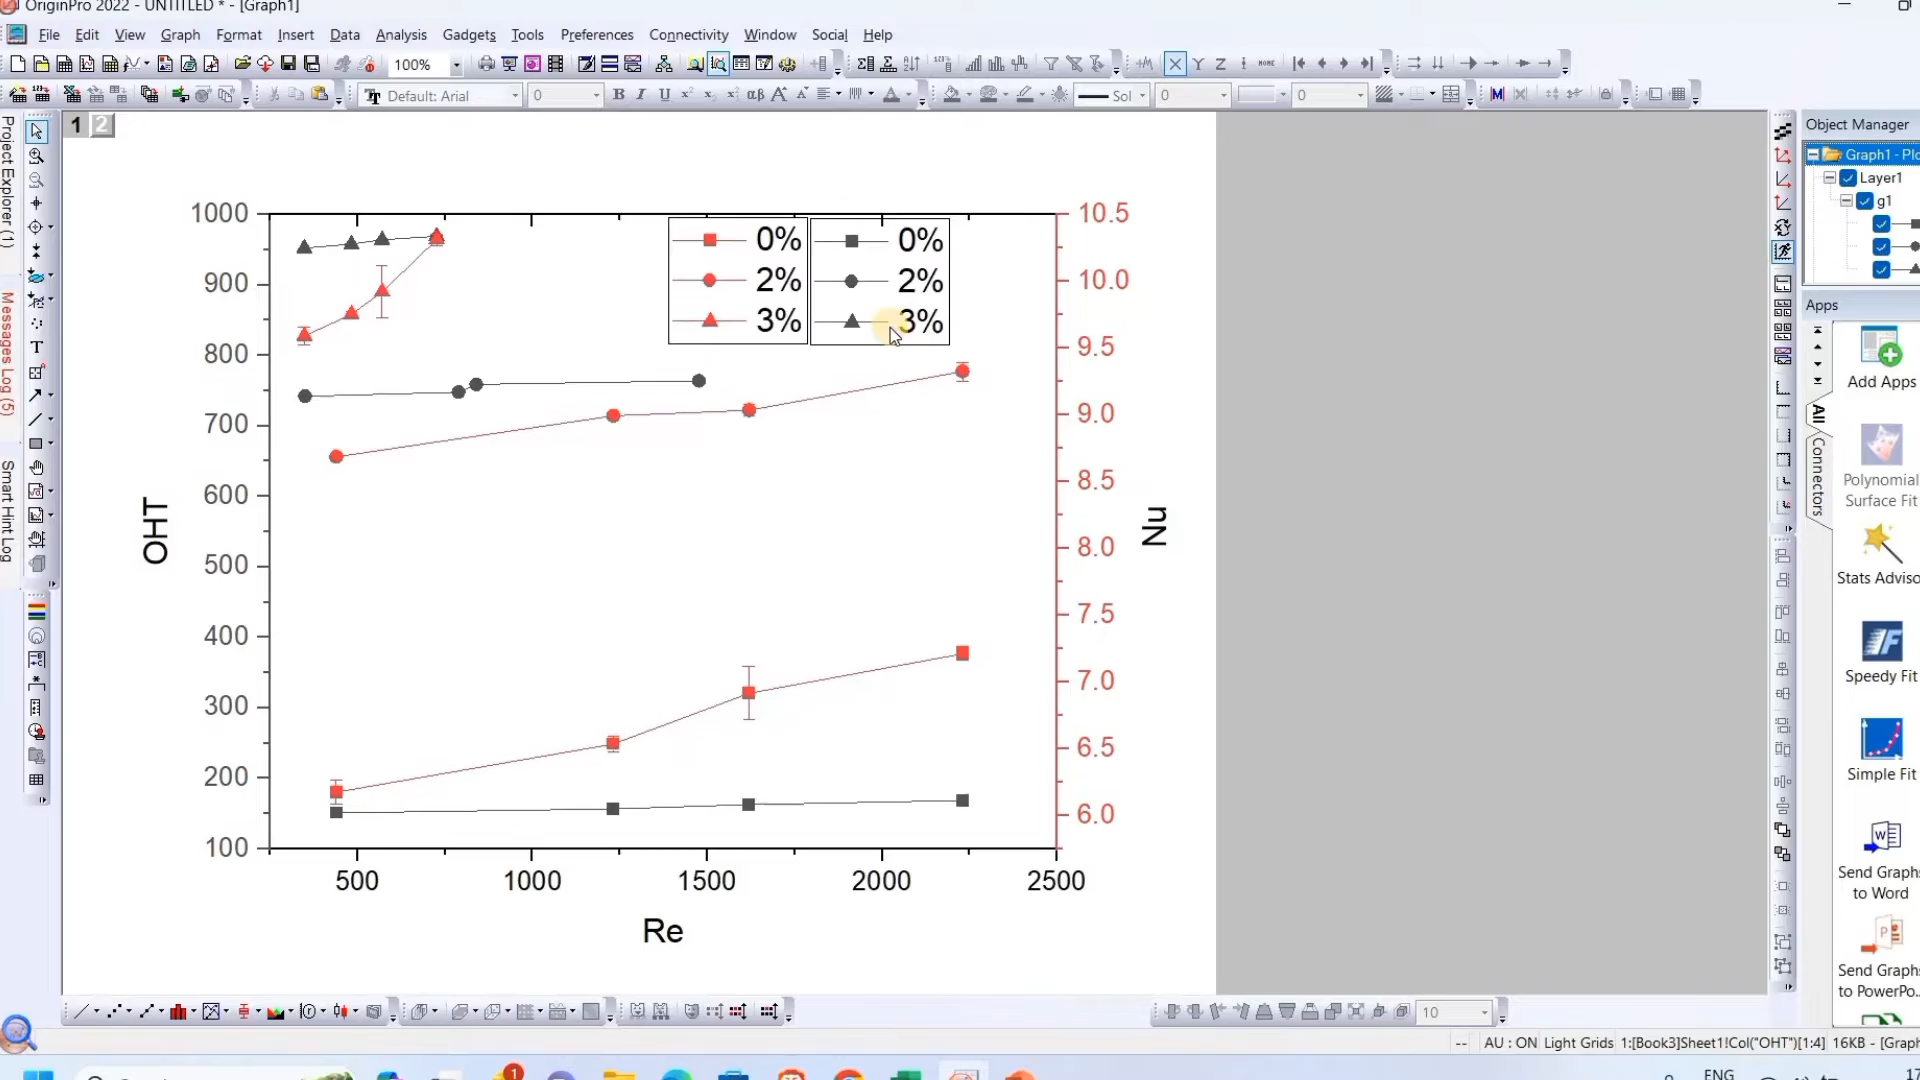 OriginPro 2022 - UNTITLED * - [Graph1]
File Edit View Graph Format Insert Data Analysis Gadgets Tools Preferences Connectivity Window Social Help
100%
Default: Arial 0 B I U Sol 0 0
1 2
Project Explorer (1)
Messages Log (5)
Smart Hint Log
1000
900
800
700
600
500
400
300
200
100
OHT
0%
2%
3%
0%
2%
3%
10.5
10.0
9.5
9.0
8.5
8.0
7.5
7.0
6.5
6.0
Nu
500 1000 1500 2000 2500
Re
Object Manager
Graph1 - Plo
Layer1
g1
Apps
All
Connectors
Add Apps
Polynomial
Surface Fit
Stats Adviso
Speedy Fit
Simple Fit
Send Graphs
to Word
Send Graphs
to PowerPo...
10
-- AU : ON Light Grids 1:[Book3]Sheet1!Col("OHT")[1:4] 16KB - [Graph
1
ENG
17